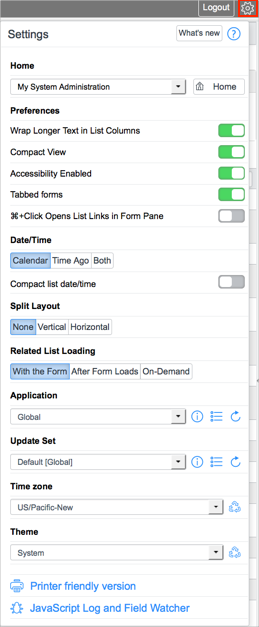 Logout
Settings
What's new ?
Home
My System Administration Home
Preferences
Wrap Longer Text in List Columns
Compact View
Accessibility Enabled
Tabbed forms
⌘+Click Opens List Links in Form Pane
Date/Time
Calendar Time Ago Both
Compact list date/time
Split Layout
None Vertical Horizontal
Related List Loading
With the Form After Form Loads On-Demand
Application
Global
Update Set
Default [Global]
Time zone
US/Pacific-New
Theme
System
Printer friendly version
JavaScript Log and Field Watcher